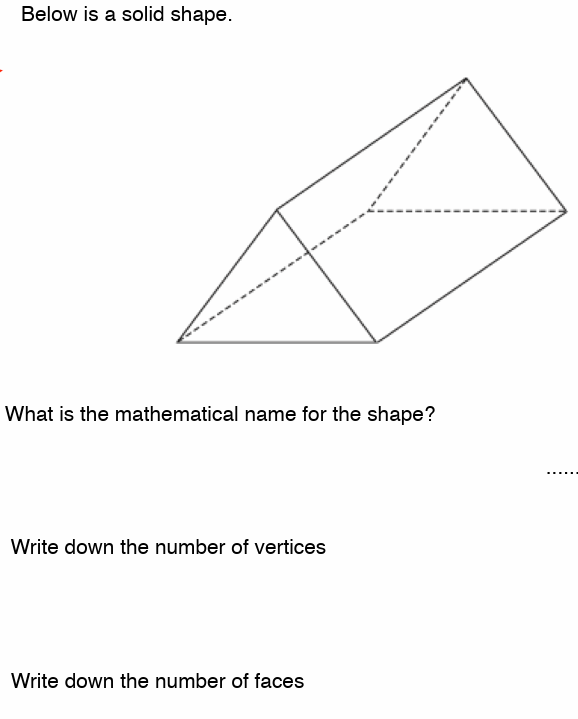 Below is a solid shape.
What is the mathematical name for the shape?
......
Write down the number of vertices
Write down the number of faces